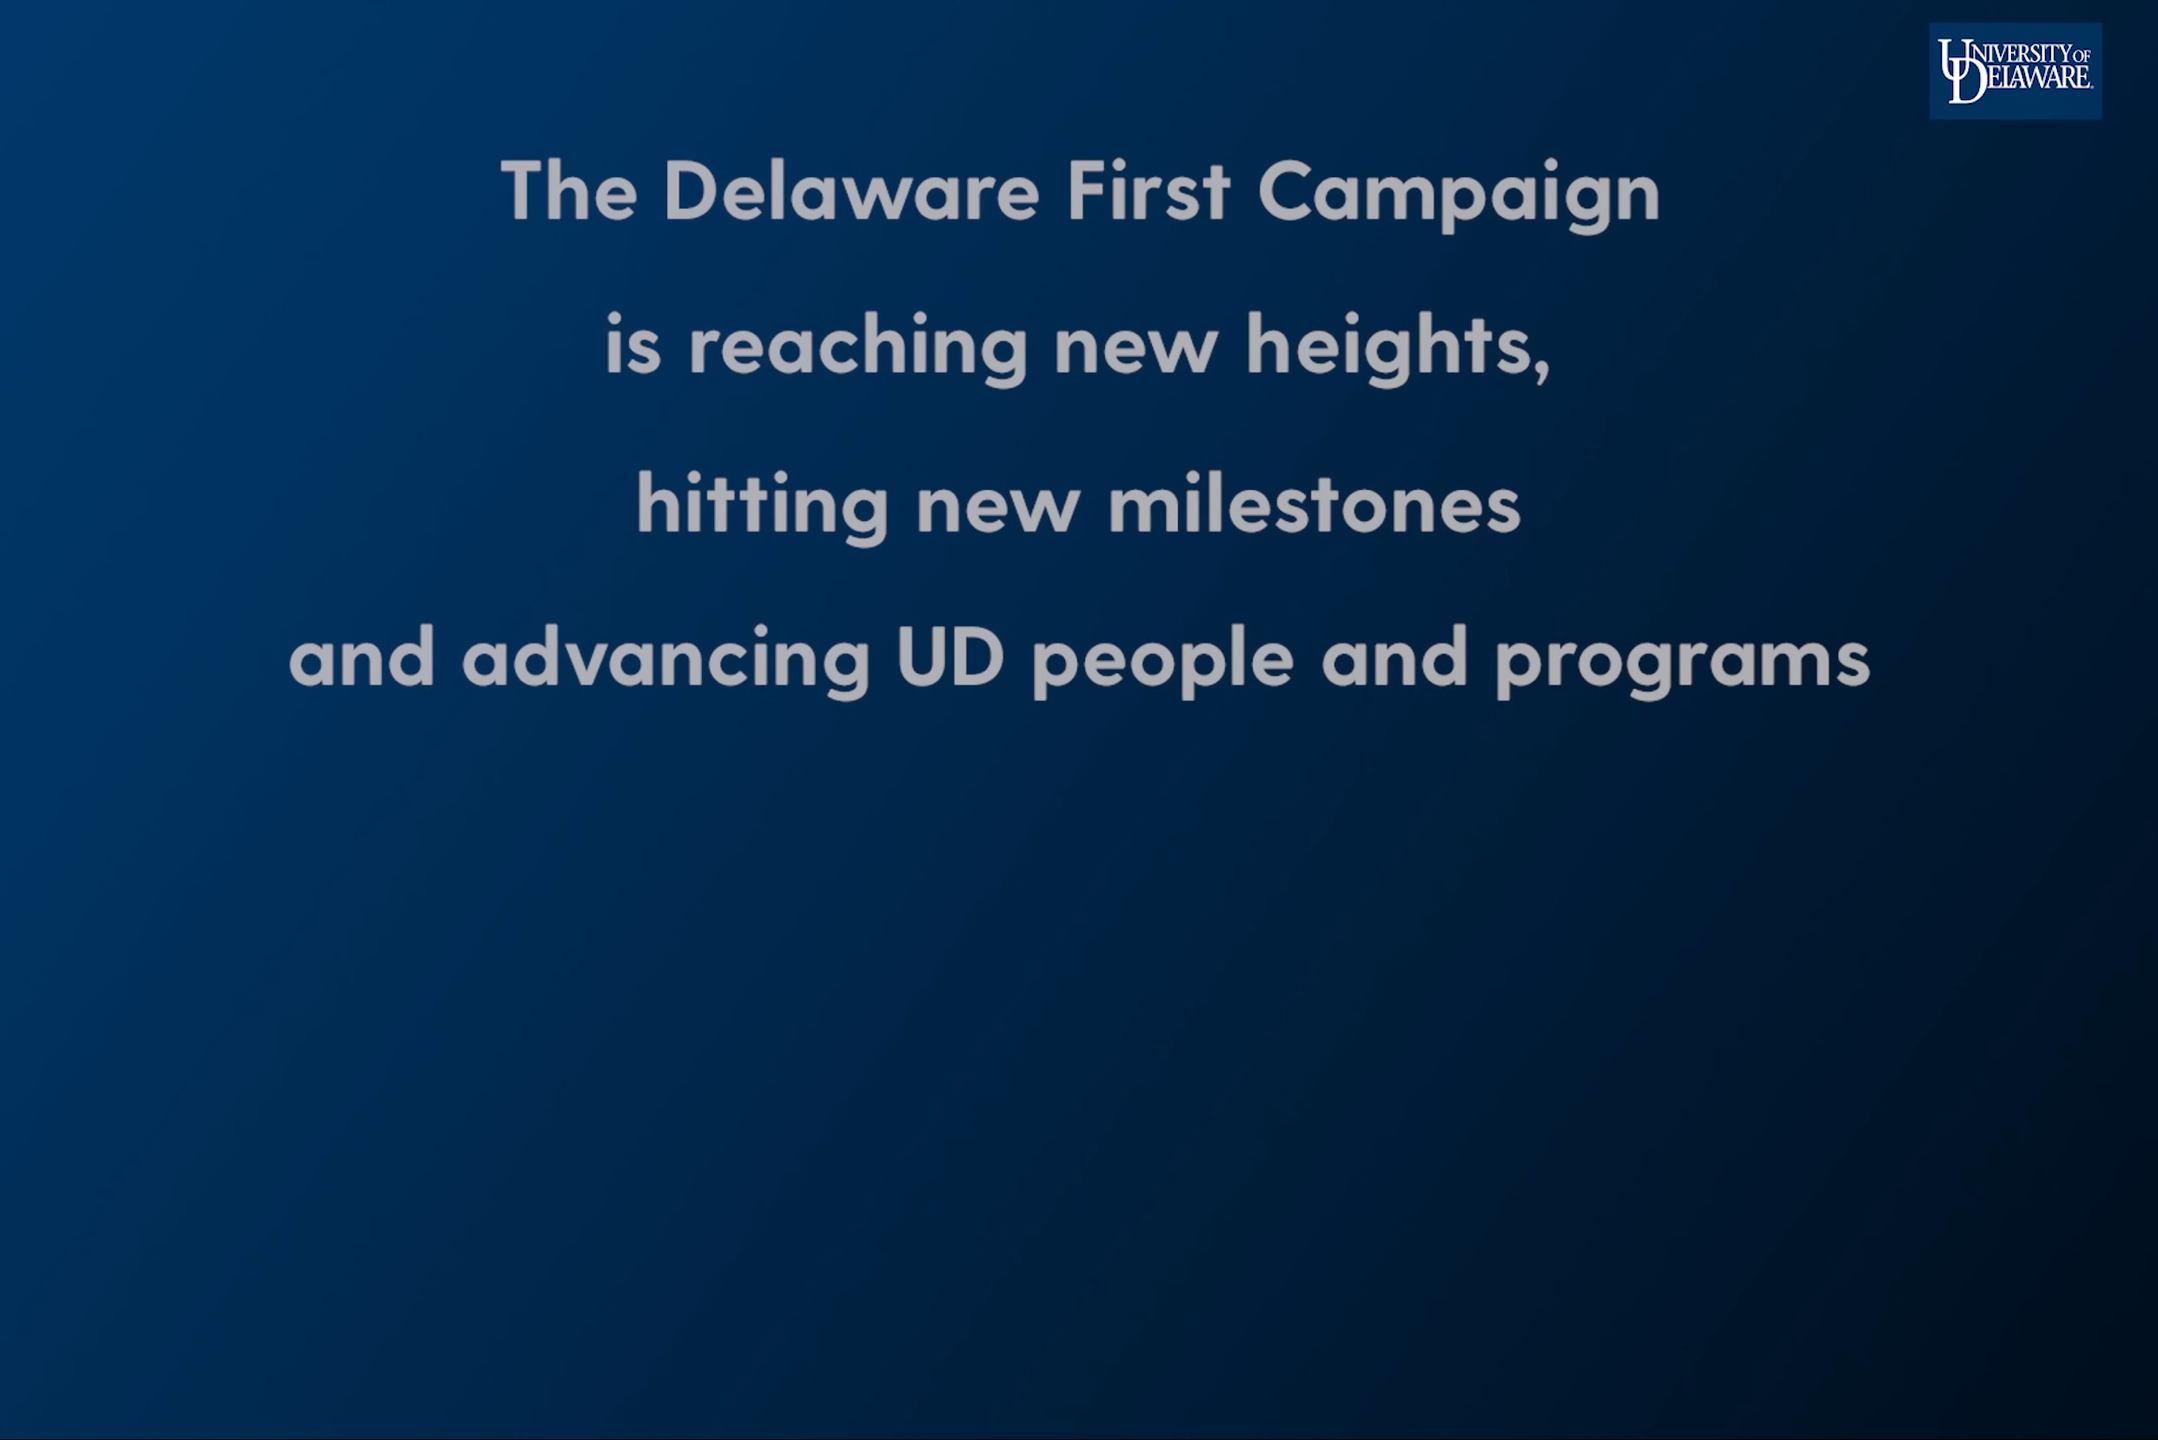 UNIVERSITY OF
DELAWARE
The Delaware First Campaign
is reaching new heights,
hitting new milestones
and advancing UD people and programs